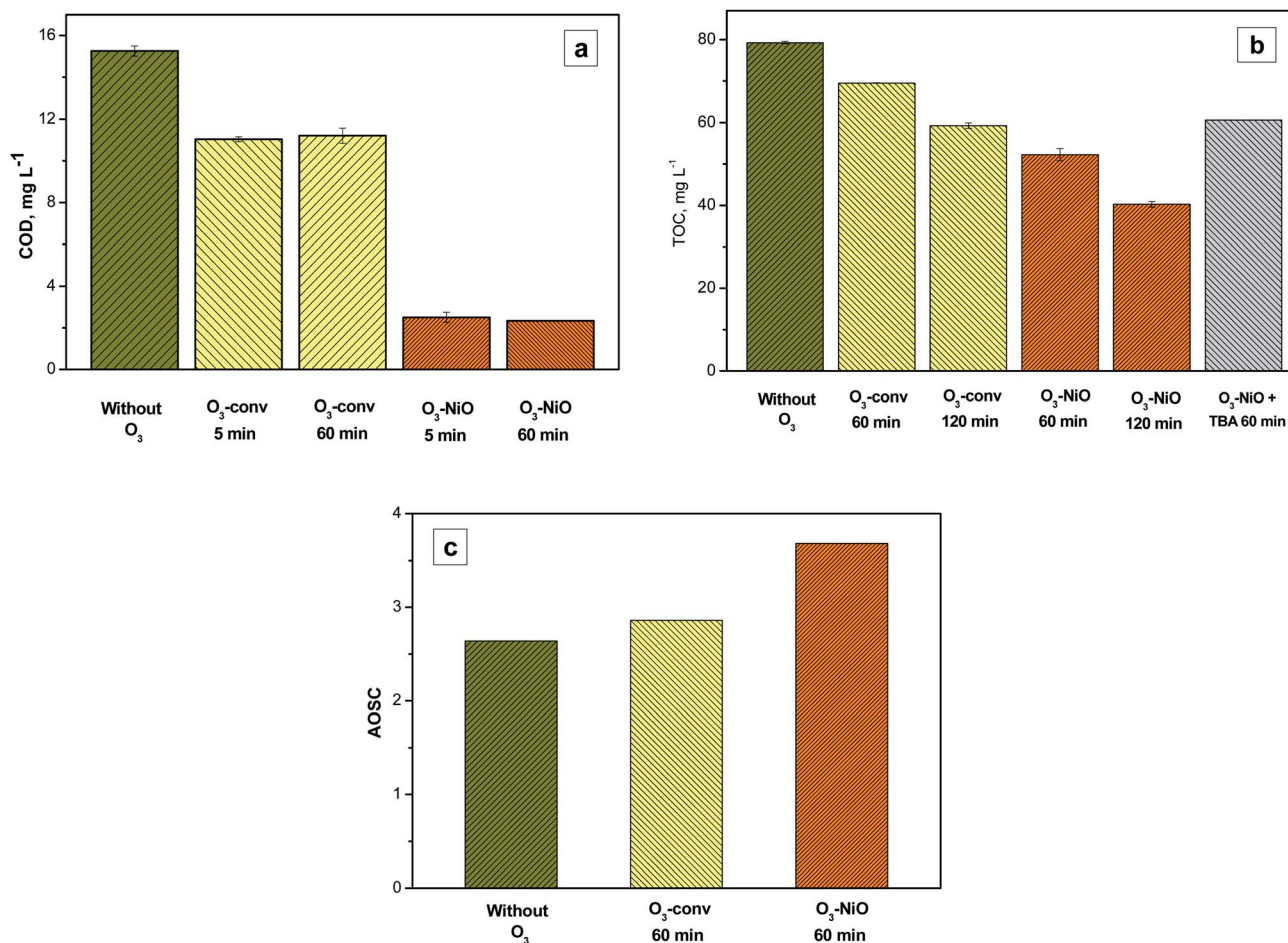 a
COD, mg L⁻¹
16
12
8
4
0
Without O₃
O₃-conv 5 min
O₃-conv 60 min
O₃-NiO 5 min
O₃-NiO 60 min
b
TOC, mg L⁻¹
80
60
40
20
0
Without O₃
O₃-conv 60 min
O₃-conv 120 min
O₃-NiO 60 min
O₃-NiO 120 min
O₃-NiO + TBA 60 min
c
AOSC
4
3
2
1
0
Without O₃
O₃-conv 60 min
O₃-NiO 60 min